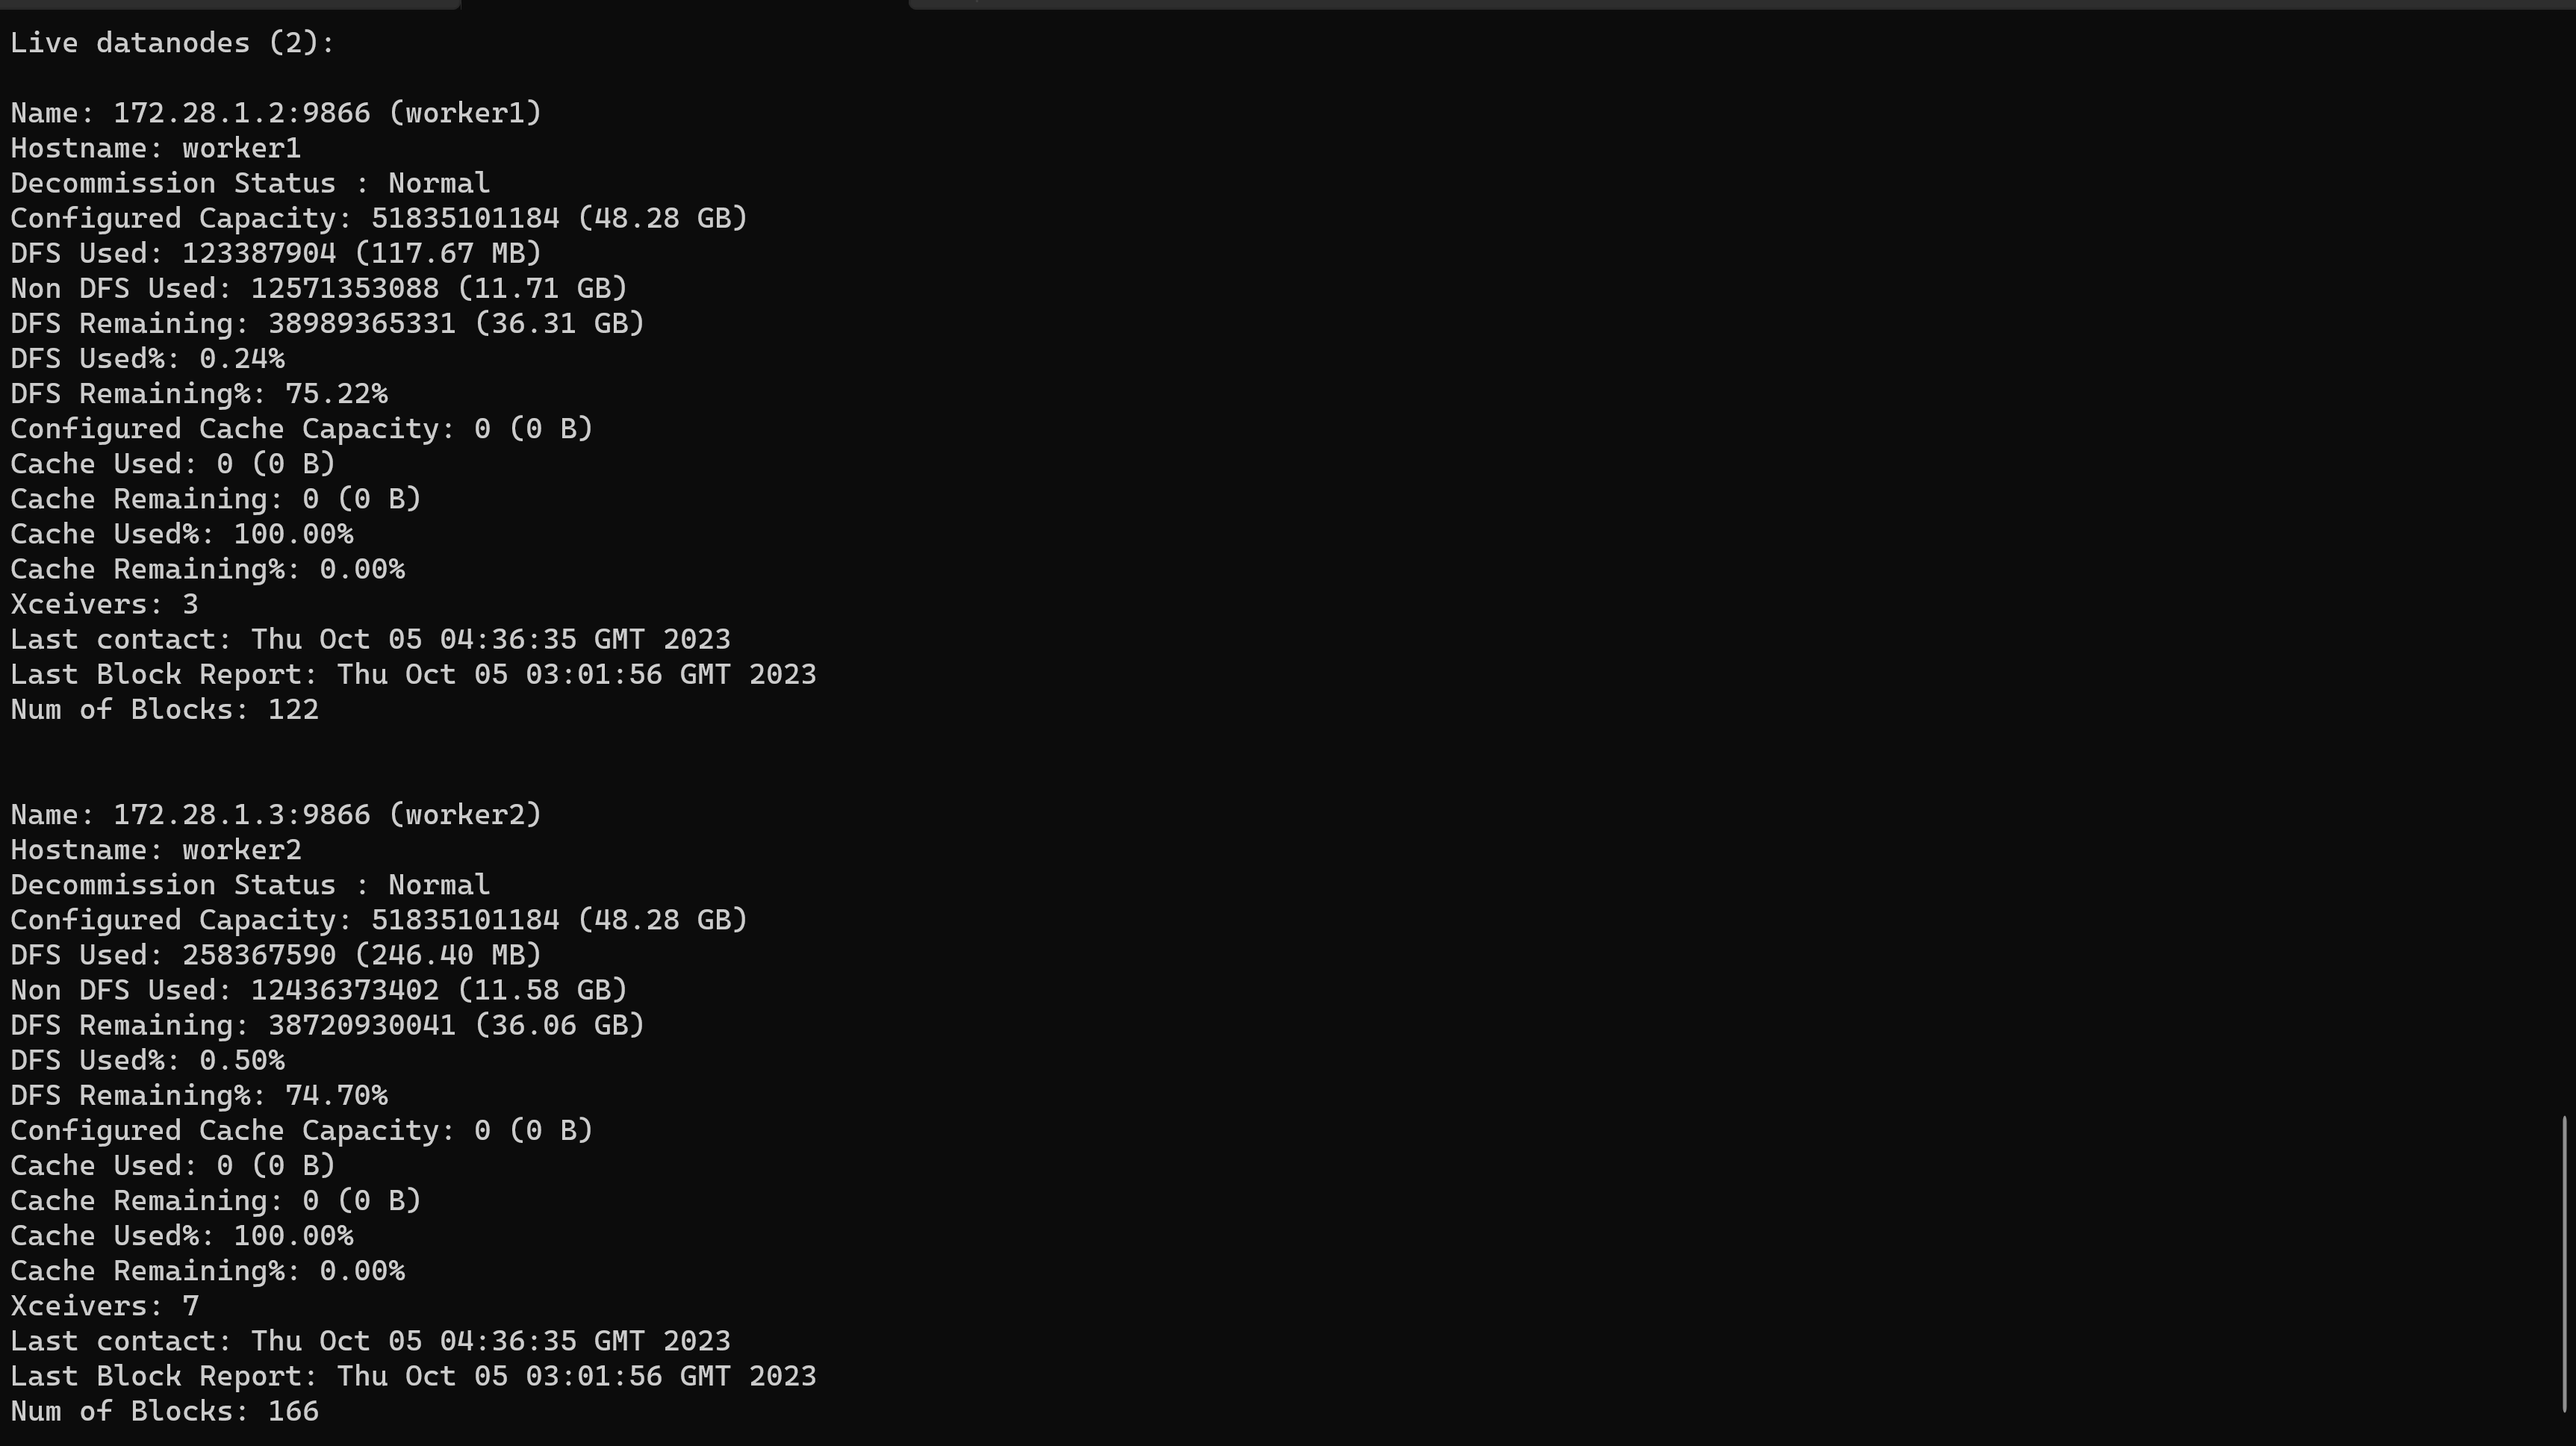 Live datanodes (2):
Name: 172.28.1.2:9866 (worker1)
Hostname: worker1
Decommission Status : Normal
Configured Capacity: 51835101184 (48.28 GB)
DFS Used: 123387904 (117.67 MB)
Non DFS Used: 12571353088 (11.71 GB)
DFS Remaining: 38989365331 (36.31 GB)
DFS Used%: 0.24%
DFS Remaining%: 75.22%
Configured Cache Capacity: 0 (0 B)
Cache Used: 0 (0 B)
Cache Remaining: 0 (0 B)
Cache Used%: 100.00%
Cache Remaining%: 0.00%
Xceivers: 3
Last contact: Thu Oct 05 04:36:35 GMT 2023
Last Block Report: Thu Oct 05 03:01:56 GMT 2023
Num of Blocks: 122
Name: 172.28.1.3:9866 (worker2)
Hostname: worker2
Decommission Status : Normal
Configured Capacity: 51835101184 (48.28 GB)
DFS Used: 258367590 (246.40 MB)
Non DFS Used: 12436373402 (11.58 GB)
DFS Remaining: 38720930041 (36.06 GB)
DFS Used%: 0.50%
DFS Remaining%: 74.70%
Configured Cache Capacity: 0 (0 B)
Cache Used: 0 (0 B)
Cache Remaining: 0 (0 B)
Cache Used%: 100.00%
Cache Remaining%: 0.00%
Xceivers: 7
Last contact: Thu Oct 05 04:36:35 GMT 2023
Last Block Report: Thu Oct 05 03:01:56 GMT 2023
Num of Blocks: 166